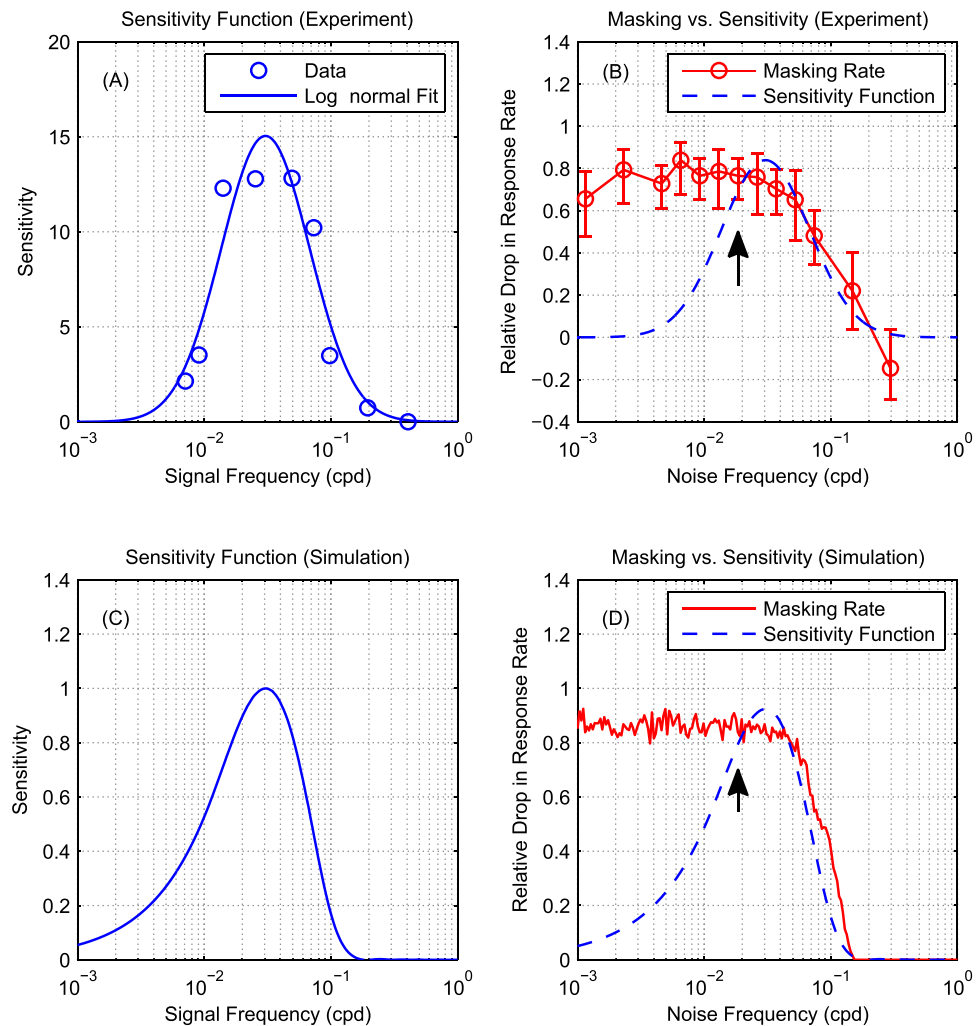 Sensitivity Function (Experiment)
20
15
10
5
0
Sensitivity
(A)
Data
Log normal Fit
10^−3 10^−2 10^−1 10^0
Signal Frequency (cpd)
Masking vs. Sensitivity (Experiment)
1.4
1.2
1
0.8
0.6
0.4
0.2
0
−0.2
−0.4
Relative Drop in Response Rate
(B)
Masking Rate
Sensitivity Function
10^−3 10^−2 10^−1 10^0
Noise Frequency (cpd)
Sensitivity Function (Simulation)
1.4
1.2
1
0.8
0.6
0.4
0.2
0
Sensitivity
(C)
10^−3 10^−2 10^−1 10^0
Signal Frequency (cpd)
Masking vs. Sensitivity (Simulation)
1.4
1.2
1
0.8
0.6
0.4
0.2
0
Relative Drop in Response Rate
(D)
Masking Rate
Sensitivity Function
10^−3 10^−2 10^−1 10^0
Noise Frequency (cpd)